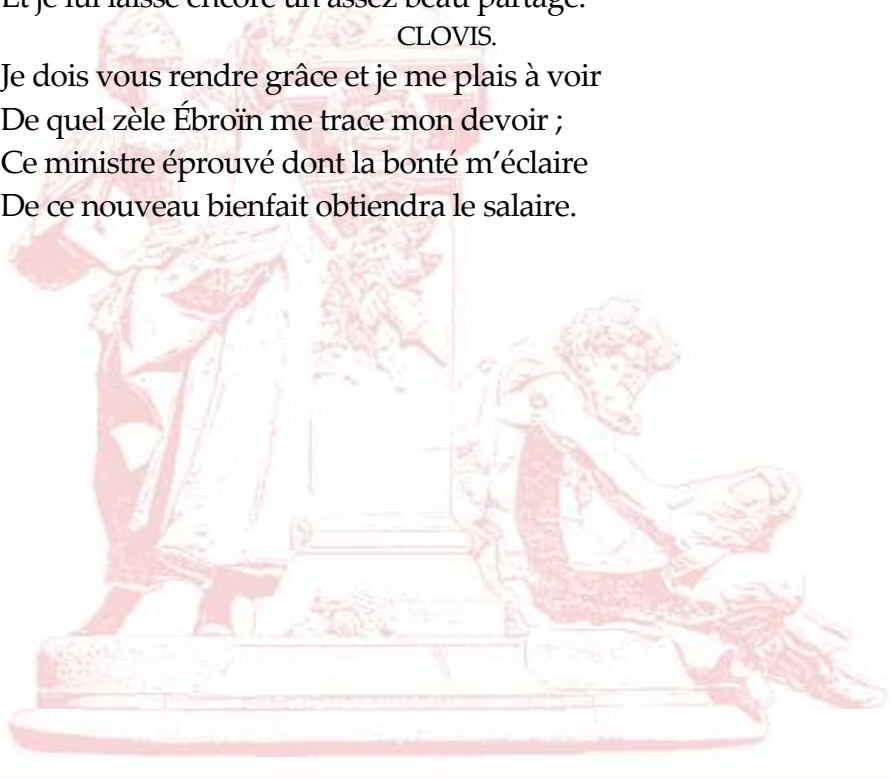 Et je lui laisse encore un assez beau partage.
CLOVIS.
Je dois vous rendre grâce et je me plais à voir
De quel zèle Ébroïn me trace mon devoir ;
Ce ministre éprouvé dont la bonté m’éclaire
De ce nouveau bienfait obtiendra le salaire.